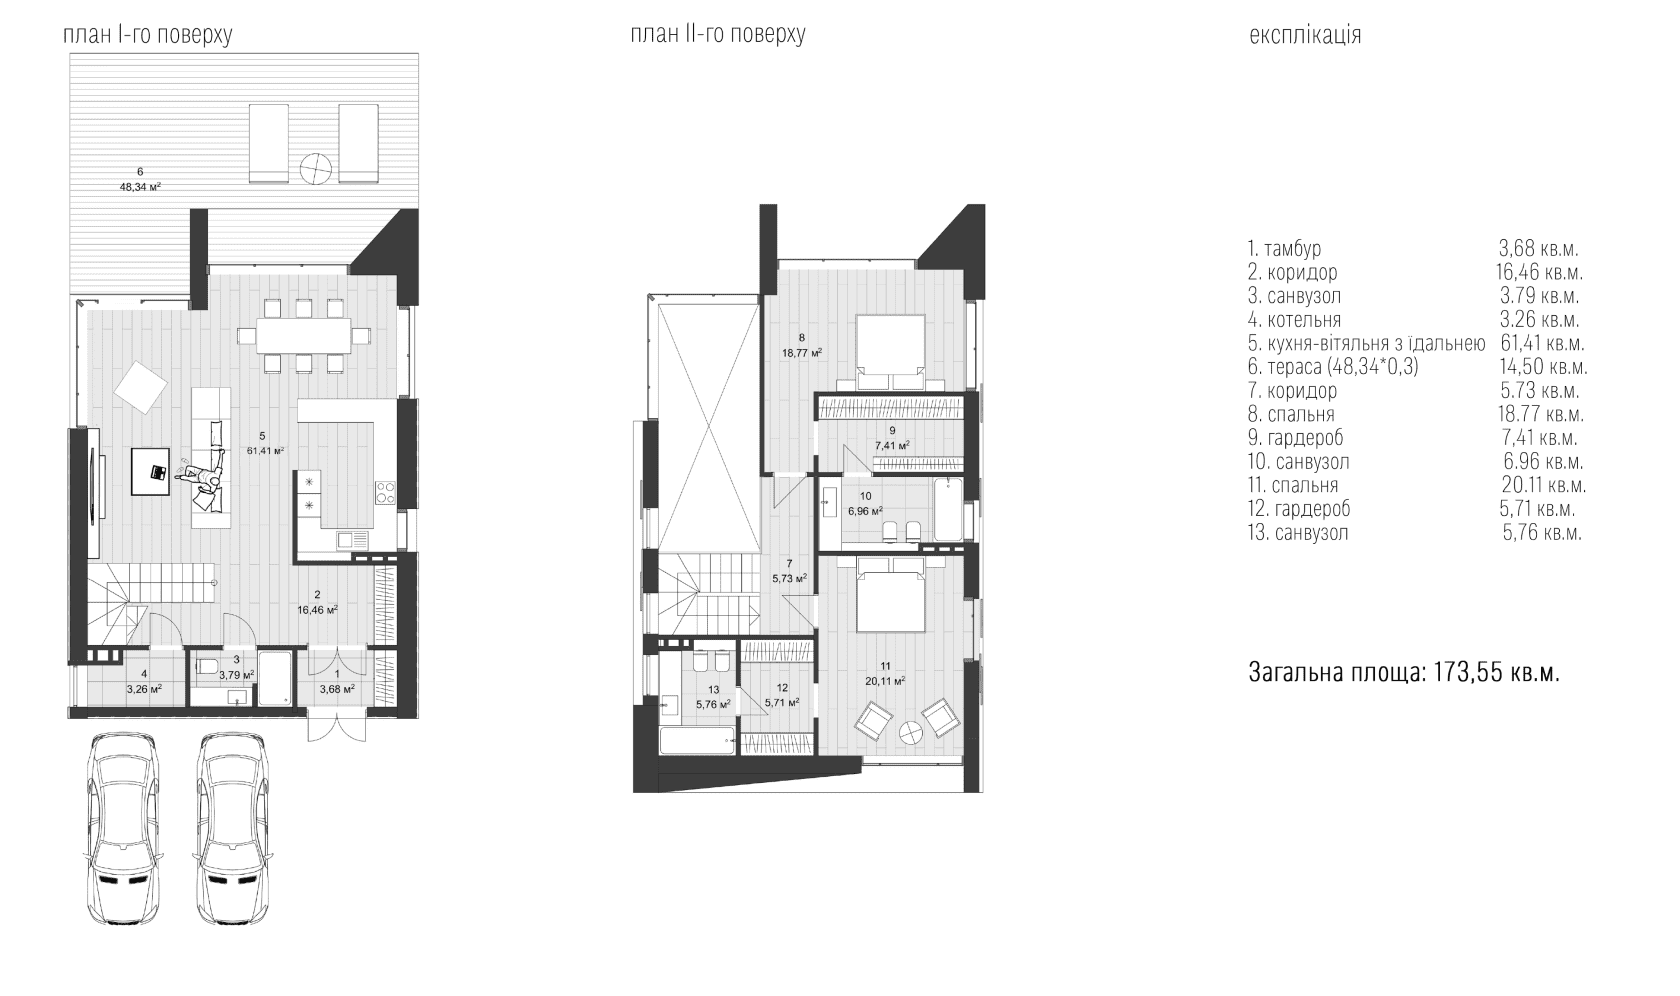 план І-го поверху
6
48,34 м²
5
61,41 м²
2
16,46 м²
4
3,26 м²
3
3,79 м²
1
3,68 м²
план ІІ-го поверху
8
18,77 м²
9
7,41 м²
10
6,96 м²
7
5,73 м²
11
20,11 м²
13
5,76 м²
12
5,71 м²
експлікація
1. тамбур 3,68 кв.м.
2. коридор 16,46 кв.м.
3. санвузол 3.79 кв.м.
4. котельня 3.26 кв.м.
5. кухня-вітяльня з їдальнею 61,41 кв.м.
6. тераса (48,34*0,3) 14,50 кв.м.
7. коридор 5.73 кв.м.
8. спальня 18.77 кв.м.
9. гардероб 7,41 кв.м.
10. санвузол 6.96 кв.м.
11. спальня 20.11 кв.м.
12. гардероб 5,71 кв.м.
13. санвузол 5,76 кв.м.
Загальна площа: 173,55 кв.м.